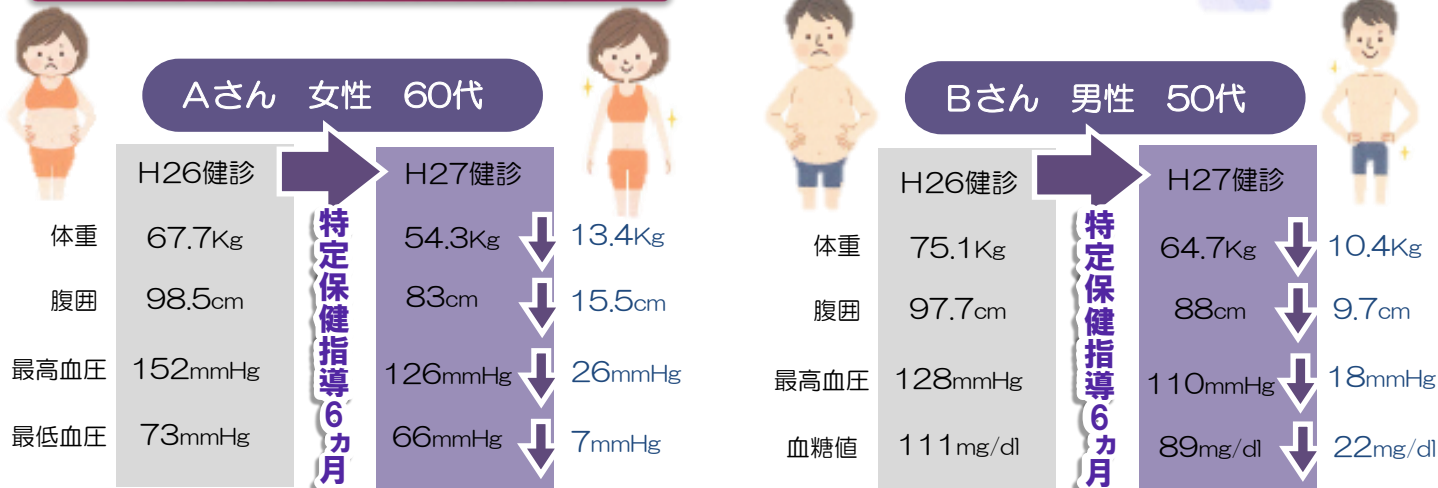 Aさん 女性 60代
H26健診 H27健診
体重 67.7Kg 54.3Kg 13.4Kg
腹囲 98.5cm 83cm 15.5cm
最高血圧 152mmHg 126mmHg 26mmHg
最低血圧 73mmHg 66mmHg 7mmHg
特定保健指導6ヵ月
Bさん 男性 50代
H26健診 H27健診
体重 75.1Kg 64.7Kg 10.4Kg
腹囲 97.7cm 88cm 9.7cm
最高血圧 128mmHg 110mmHg 18mmHg
血糖値 111mg/dl 89mg/dl 22mg/dl
特定保健指導6ヵ月